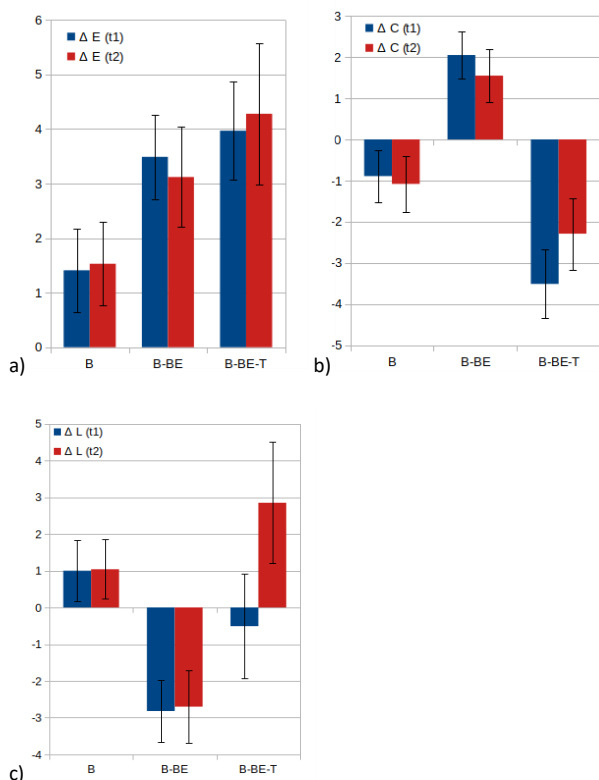 6
5
4
3
2
1
0
Δ E (t1)
Δ E (t2)
B
B-BE
B-BE-T
a)
3
2
1
0
-1
-2
-3
-4
-5
Δ C (t1)
Δ C (t2)
B
B-BE
B-BE-T
b)
5
4
3
2
1
0
-1
-2
-3
-4
Δ L (t1)
Δ L (t2)
B
B-BE
B-BE-T
c)